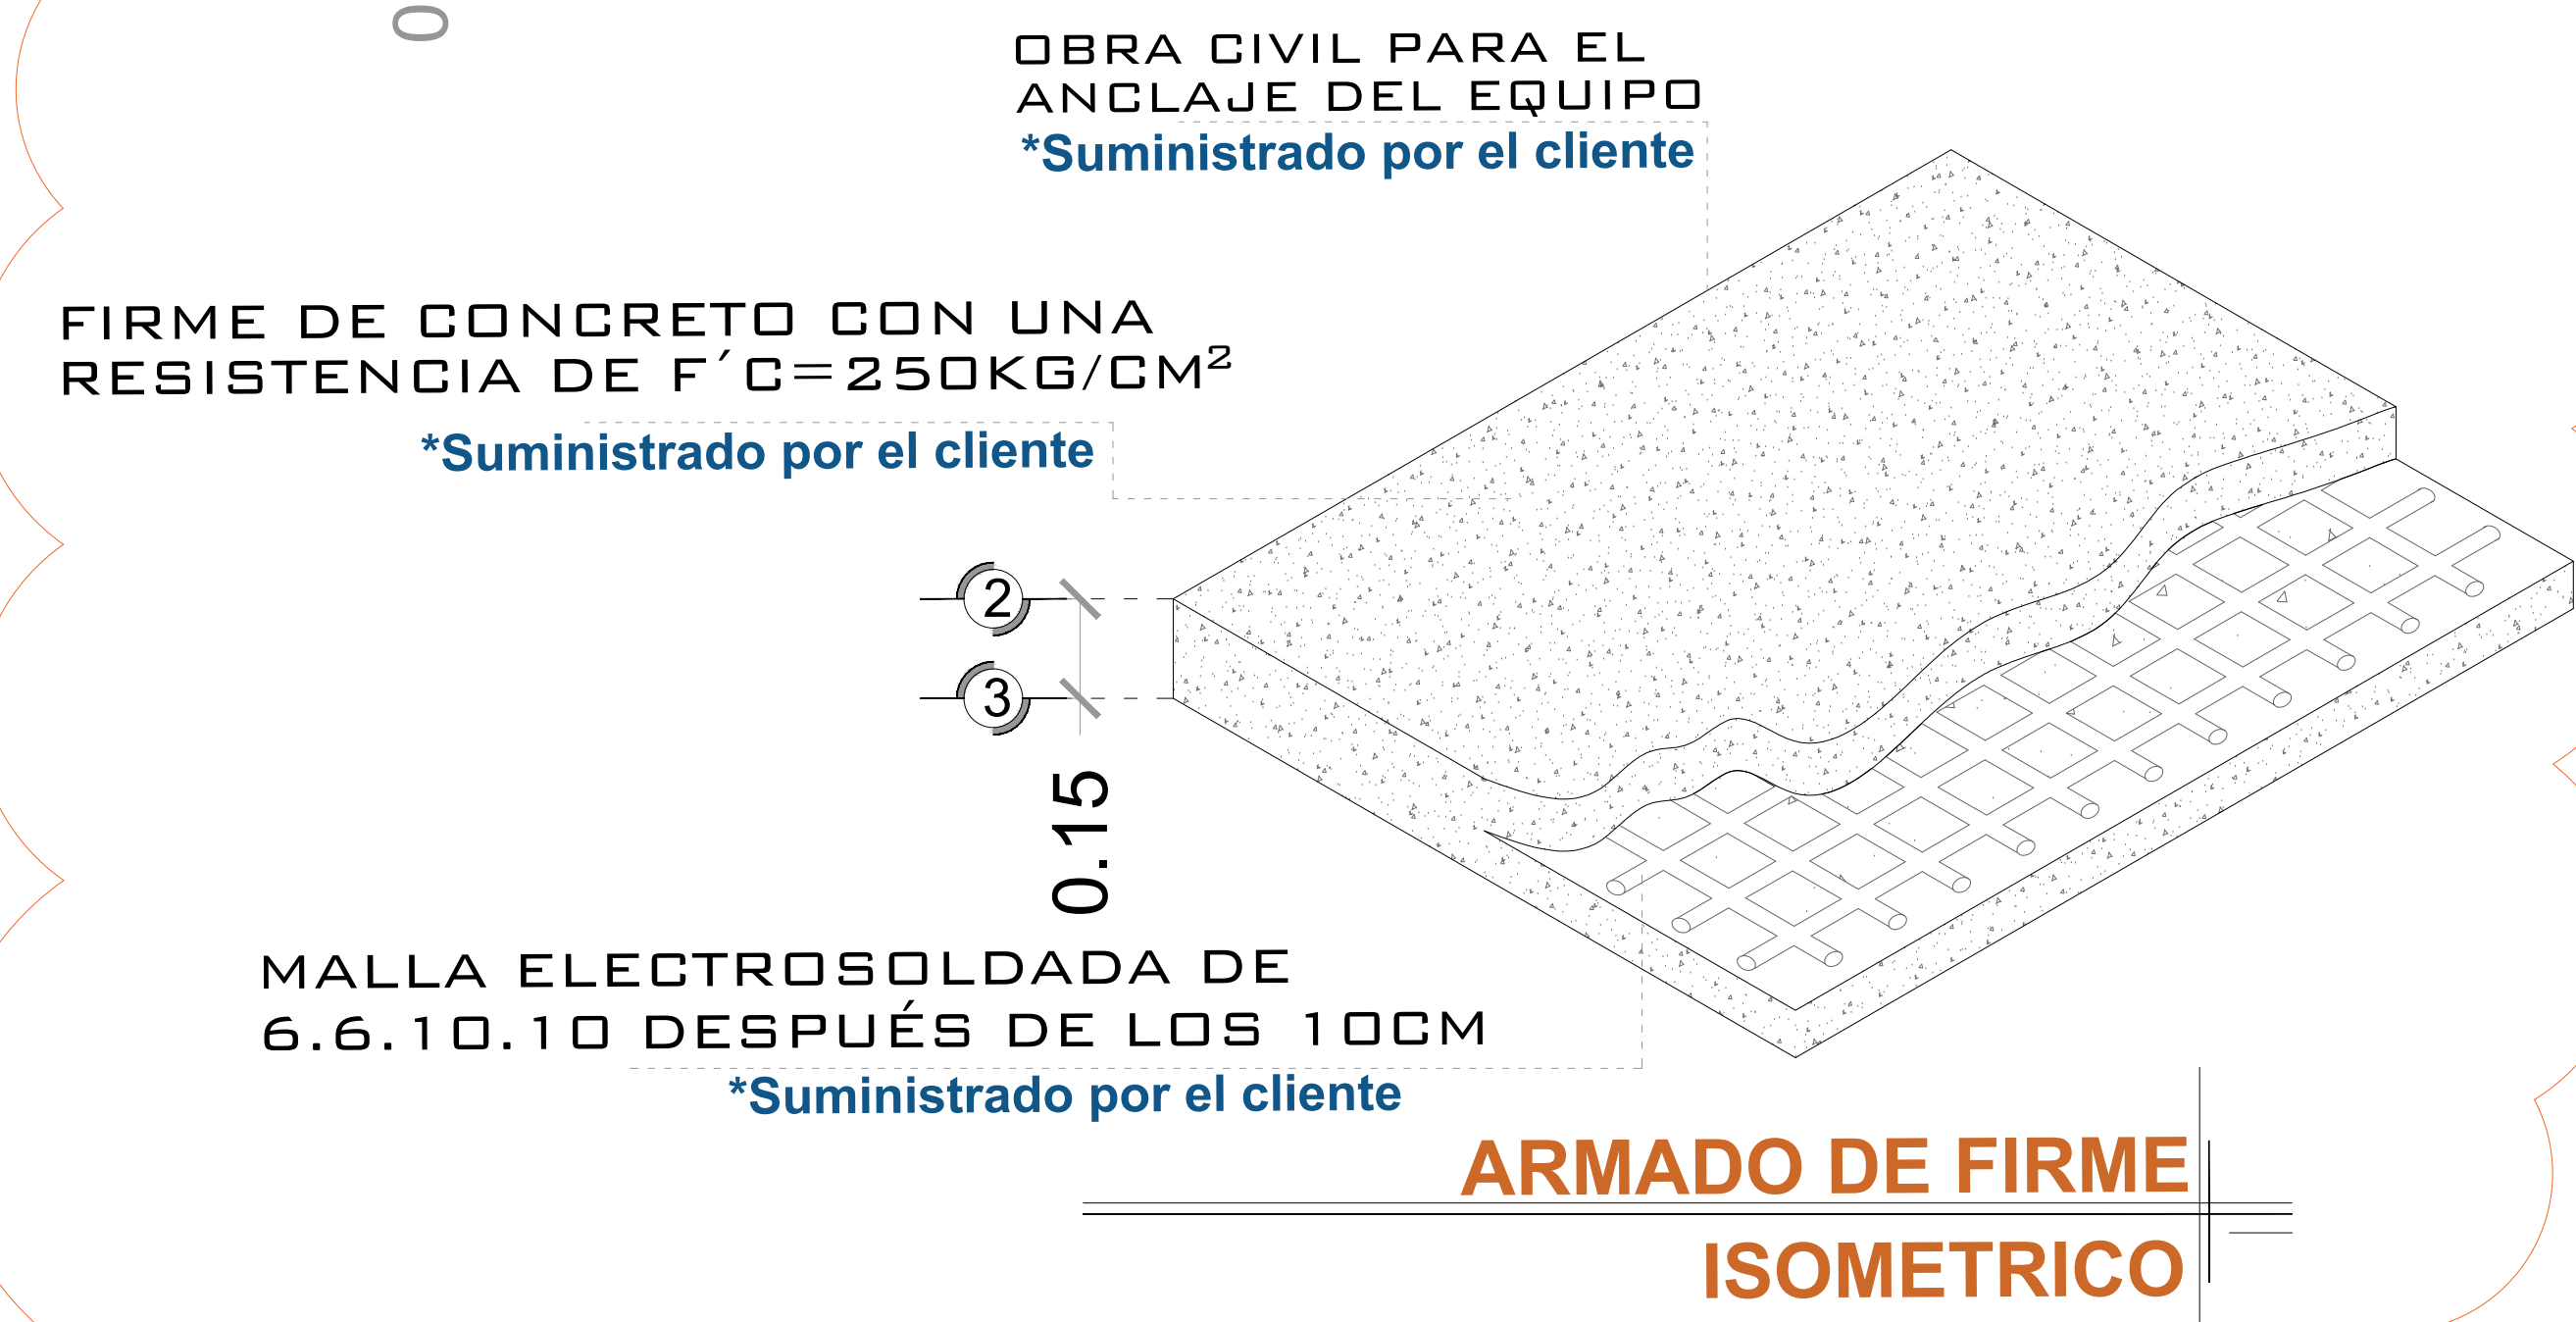 0
OBRA CIVIL PARA EL
ANCLAJE DEL EQUIPO
*Suministrado por el cliente
FIRME DE CONCRETO CON UNA
RESISTENCIA DE F´C=250KG/CM²
*Suministrado por el cliente
2
3
0.15
MALLA ELECTROSOLDADA DE
6.6.10.10 DESPUÉS DE LOS 10CM
*Suministrado por el cliente
ARMADO DE FIRME
ISOMETRICO